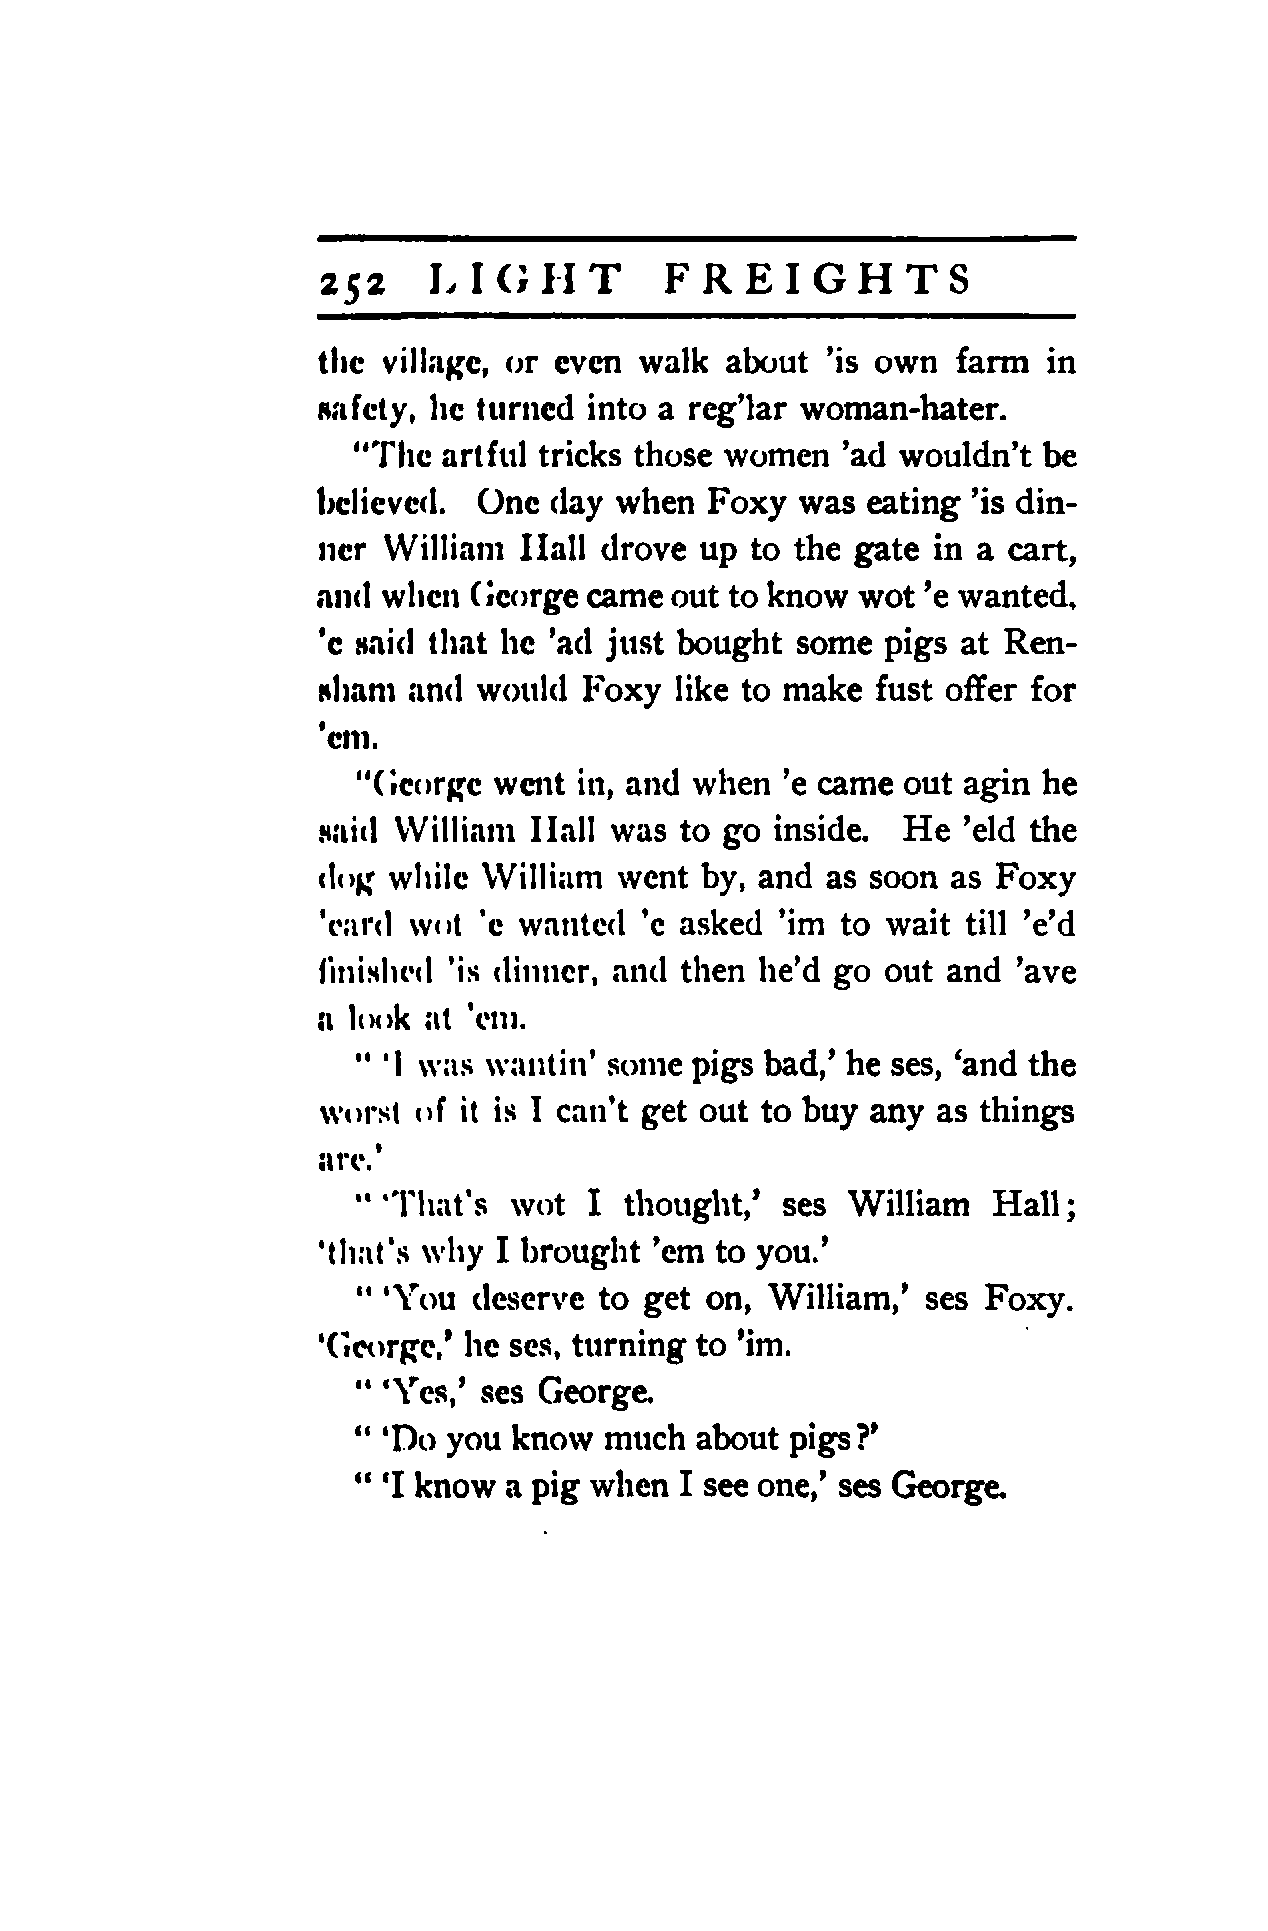 252 LIGHT FREIGHTS
the village, or even walk about 'is own farm in
safety, he turned into a reg'lar woman-hater.
"The artful tricks those women 'ad wouldn't be
believed. One day when Foxy was eating 'is din-
ner William Hall drove up to the gate in a cart,
and when George came out to know wot 'e wanted,
'e said that he 'ad just bought some pigs at Ren-
sham and would Foxy like to make fust offer for
'em.
"George went in, and when 'e came out agin he
said William Hall was to go inside. He 'eld the
dog while William went by, and as soon as Foxy
'eard wot 'e wanted 'e asked 'im to wait till 'e'd
finished 'is dinner, and then he'd go out and 'ave
a look at 'em.
" 'I was wantin' some pigs bad,' he ses, 'and the
worst of it is I can't get out to buy any as things
are.'
" 'That's wot I thought,' ses William Hall;
'that's why I brought 'em to you.'
" 'You deserve to get on, William,' ses Foxy.
'George,' he ses, turning to 'im.
" 'Yes,' ses George.
" 'Do you know much about pigs?'
" 'I know a pig when I see one,' ses George.